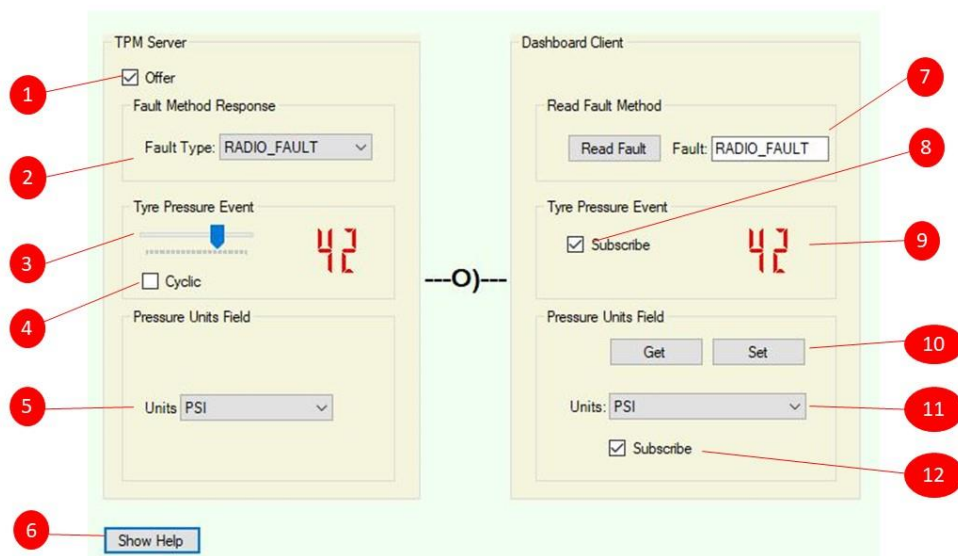 TPM Server
Offer
1
Fault Method Response
Fault Type: RADIO_FAULT
2
Tyre Pressure Event
42
3
Cyclic
4
Pressure Units Field
Units PSI
5
Show Help
6
---O)---
Dashboard Client
Read Fault Method
7
Read Fault Fault: RADIO_FAULT
8
Tyre Pressure Event
Subscribe
42
9
Pressure Units Field
Get Set
10
Units: PSI
11
Subscribe
12